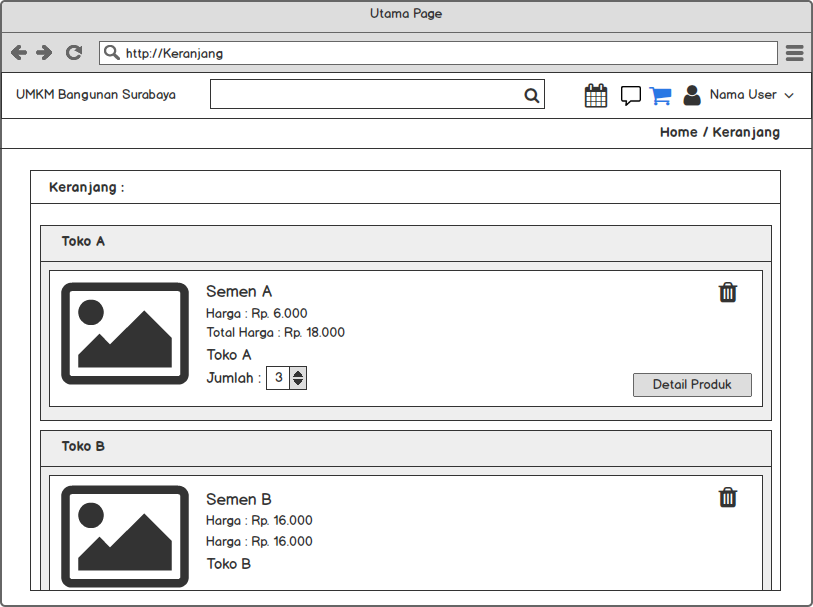 Utama Page
http://Keranjang
UMKM Bangunan Surabaya
Nama User
Home / Keranjang
Keranjang :
Toko A
Semen A
Harga : Rp. 6.000
Total Harga : Rp. 18.000
Toko A
Jumlah : 3
Detail Produk
Toko B
Semen B
Harga : Rp. 16.000
Harga : Rp. 16.000
Toko B